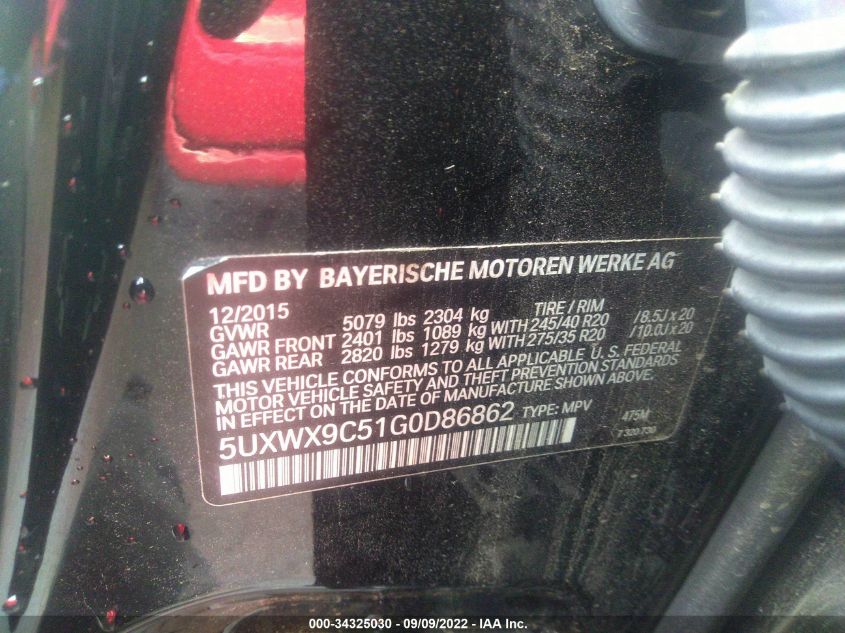 MFD BY BAYERISCHE MOTOREN WERKE AG
12/2015 TIRE / RIM
GVWR 5079 lbs 2304 kg
GAWR FRONT 2401 lbs 1089 kg WITH 245/40 R20 /8.5J x 20
GAWR REAR 2820 lbs 1279 kg WITH 275/35 R20 /10.0J x 20
THIS VEHICLE CONFORMS TO ALL APPLICABLE U. S. FEDERAL
MOTOR VEHICLE SAFETY AND THEFT PREVENTION STANDARDS
IN EFFECT ON THE DATE OF MANUFACTURE SHOWN ABOVE.
5UXWX9C51G0D86862 TYPE: MPV 475M
000-34325030 - 09/09/2022 - IAA Inc.